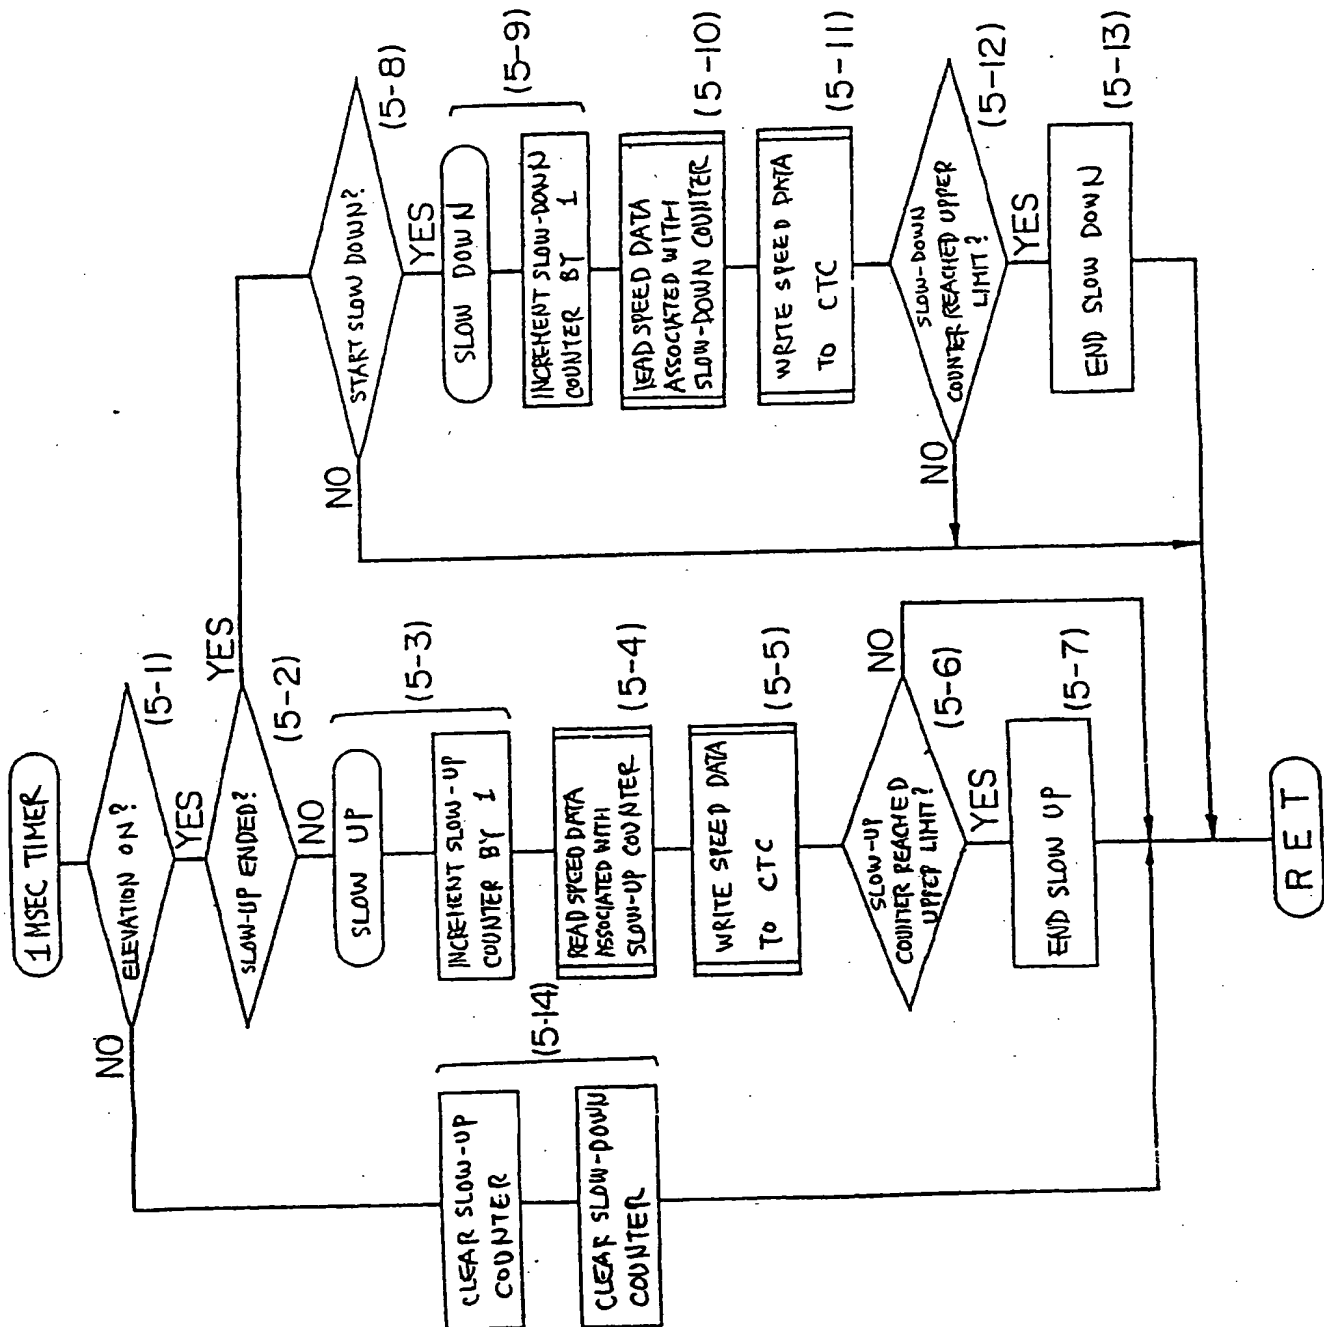 1 MSEC TIMER
ELEVATION ON?
(5-1)
NO
YES
SLOW-UP ENDED?
(5-2)
YES
NO
SLOW UP
(5-3)
INCREMENT SLOW-UP
COUNTER BY 1
READ SPEED DATA
ASSOCIATED WITH
SLOW-UP COUNTER
(5-4)
WRITE SPEED DATA
TO CTC
(5-5)
SLOW-UP
COUNTER REACHED
UPPER LIMIT?
(5-6)
NO
YES
END SLOW UP
(5-7)
CLEAR SLOW-UP
COUNTER
CLEAR SLOW-DOWN
COUNTER
(5-14)
START SLOW DOWN?
(5-8)
NO
YES
SLOW DOWN
(5-9)
INCREMENT SLOW-DOWN
COUNTER BY 1
LEAD SPEED DATA
ASSOCIATED WITH
SLOW-DOWN COUNTER
(5-10)
WRITE SPEED DATA
TO CTC
(5-11)
SLOW-DOWN
COUNTER REACHED UPPER
LIMIT?
(5-12)
NO
YES
END SLOW DOWN
(5-13)
RET